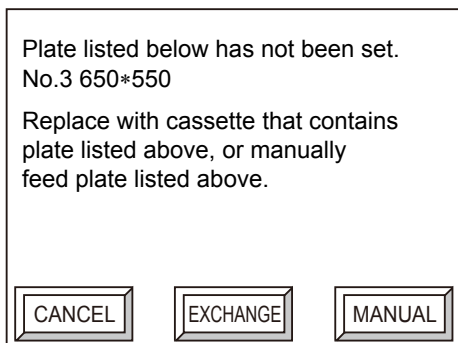 Plate listed below has not been set.
No.3 650*550
Replace with cassette that contains
plate listed above, or manually
feed plate listed above.
CANCEL EXCHANGE MANUAL